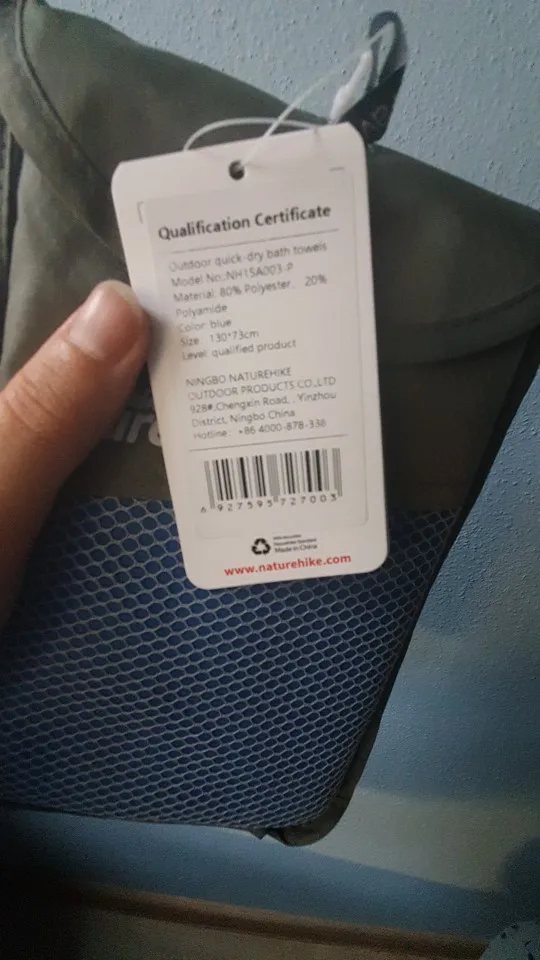 Qualification Certificate
Outdoor quick-dry bath towels
Model No.:NH15A003-P
Material: 80% Polyester, 20%
Polyamide
Color: blue
Size: 130*73cm
Level: qualified product
NINGBO NATUREHIKE
OUTDOOR PRODUCTS CO.,LTD
928#,Chengxin Road, , Yinzhou
District, Ningbo China
Hotline: +86 4000-878-338
6 927595 727003
Made in China
www.naturehike.com